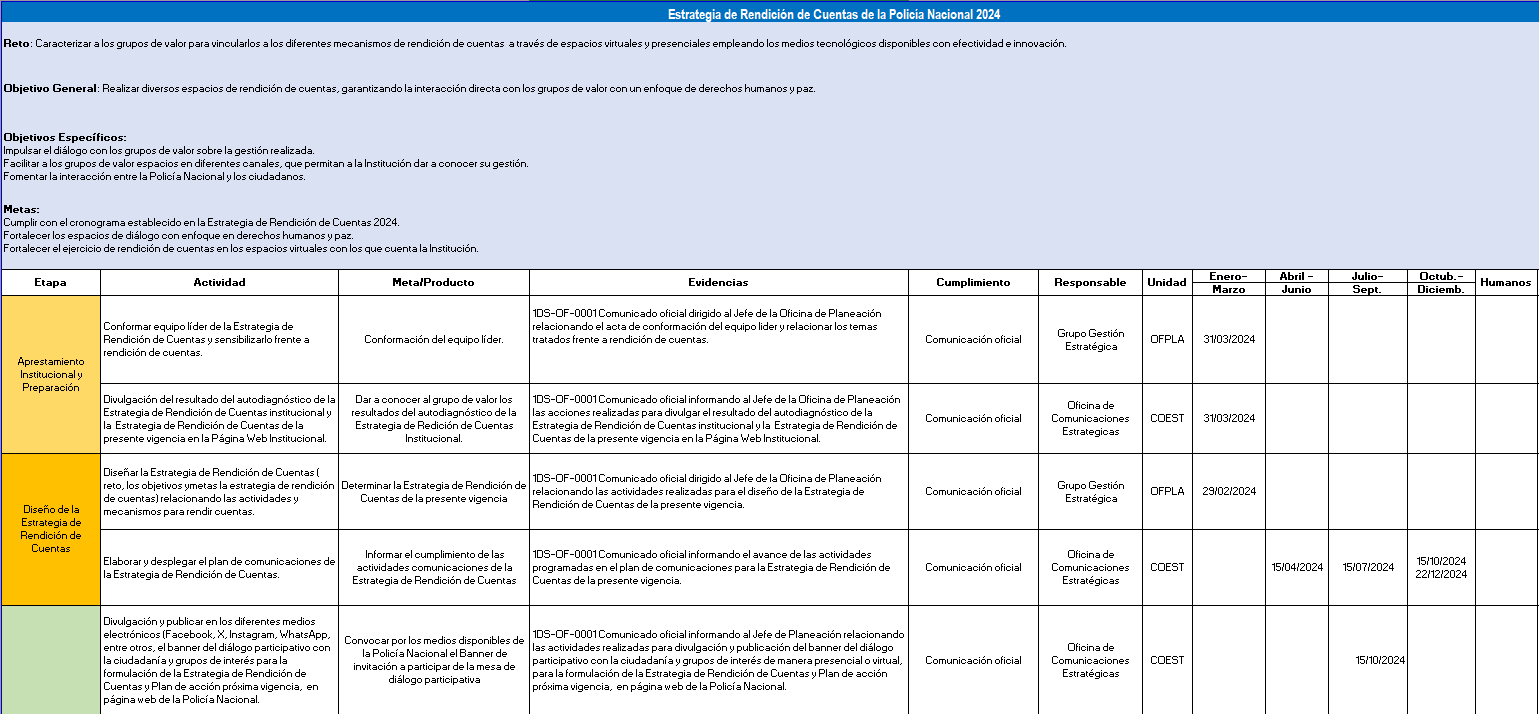 Estrategia de Rendición de Cuentas de la Policía Nacional 2024
Reto: Caracterizar a los grupos de valor para vincularlos a los diferentes mecanismos de rendición de cuentas a través de espacios virtuales y presenciales empleando los medios tecnológicos disponibles con efectividad e innovación.
Objetivo General: Realizar diversos espacios de rendición de cuentas, garantizando la interacción directa con los grupos de valor con un enfoque de derechos humanos y paz.
Objetivos Específicos:
Impulsar el diálogo con los grupos de valor sobre la gestión realizada.
Facilitar a los grupos de valor espacios en diferentes canales, que permitan a la Institución dar a conocer su gestión.
Fomentar la interacción entre la Policía Nacional y los ciudadanos.
Metas:
Cumplir con el cronograma establecido en la Estrategia de Rendición de Cuentas 2024.
Fortalecer los espacios de diálogo con enfoque en derechos humanos y paz.
Fortalecer el ejercicio de rendición de cuentas en los espacios virtuales con los que cuenta la Institución.
Etapa
Actividad
Meta/Producto
Evidencias
Cumplimiento
Responsable
Unidad
Enero-
Marzo
Abril -
Junio
Julio-
Sept.
Octub.-
Diciemb.
Humanos
Aprestamiento
Institucional y
Preparación
Conformar equipo líder de la Estrategia de
Rendición de Cuentas y sensibilizarlo frente a
rendición de cuentas.
Conformación del equipo líder.
1DS-OF-0001 Comunicado oficial dirigido al Jefe de la Oficina de Planeación
relacionando el acta de conformación del equipo lider y relacionar los temas
tratados frente a rendición de cuentas.
Comunicación oficial
Grupo Gestión
Estratégica
OFPLA
31/03/2024
Divulgación del resultado del autodiagnóstico de la
Estrategia de Rendición de Cuentas institucional y
la Estrategia de Rendición de Cuentas de la
presente vigencia en la Página Web Institucional.
Dar a conocer al grupo de valor los
resultados del autodiagnóstico de la
Estrategia de Redición de Cuentas
Institucional.
1DS-OF-0001 Comunicado oficial informando al Jefe de la Oficina de Planeación
las acciones realizadas para divulgar el resultado del autodiagnóstico de la
Estrategia de Rendición de Cuentas institucional y la Estrategia de Rendición de
Cuentas de la presente vigencia en la Página Web Institucional.
Comunicación oficial
Oficina de
Comunicaciones
Estrategicas
COEST
31/03/2024
Diseño de la
Estrategia de
Rendición de
Cuentas
Diseñar la Estrategia de Rendición de Cuentas (
reto, los objetivos ymetas la estrategia de rendición
de cuentas) relacionando las actividades y
mecanismos para rendir cuentas.
Determinar la Estrategia de Rendición de
Cuentas de la presente vigencia
1DS-OF-0001 Comunicado oficial dirigido al Jefe de la Oficina de Planeación
relacionando las actividades realizadas para el diseño de la Estrategia de
Rendición de Cuentas de la presente vigencia.
Comunicación oficial
Grupo Gestión
Estratégica
OFPLA
29/02/2024
Elaborar y desplegar el plan de comunicaciones de
la Estrategia de Rendición de Cuentas.
Informar el cumplimiento de las
actividades comunicaciones de la
Estrategia de Rendición de Cuentas
1DS-OF-0001 Comunicado oficial informando el avance de las actividades
programadas en el plan de comunicaciones para la Estrategia de Rendición de
Cuentas de la presente vigencia.
Comunicación oficial
Oficina de
Comunicaciones
Estratégicas
COEST
15/04/2024
15/07/2024
15/10/2024
22/12/2024
Divulgación y publicar en los diferentes medios
electrónicos (Facebook, X, Instagram, WhatsApp,
entre otros, el banner del diálogo participativo con
la ciudadanía y grupos de interés para la
formulación de la Estrategia de Rendición de
Cuentas y Plan de acción próxima vigencia, en
página web de la Policía Nacional.
Convocar por los medios disponibles de
la Policía Nacional el Banner de
invitación a participar de la mesa de
diálogo participativa
1DS-OF-0001 Comunicado oficial informando al Jefe de Planeación relacionando
las actividades realizadas para divulgación y publicación del banner del diálogo
participativo con la ciudadanía y grupos de interés de manera presencial o virtual,
para la formulación de la Estrategia de Rendición de Cuentas y Plan de acción
próxima vigencia, en página web de la Policía Nacional.
Comunicación oficial
Oficina de
Comunicaciones
Estratégicas
COEST
15/10/2024